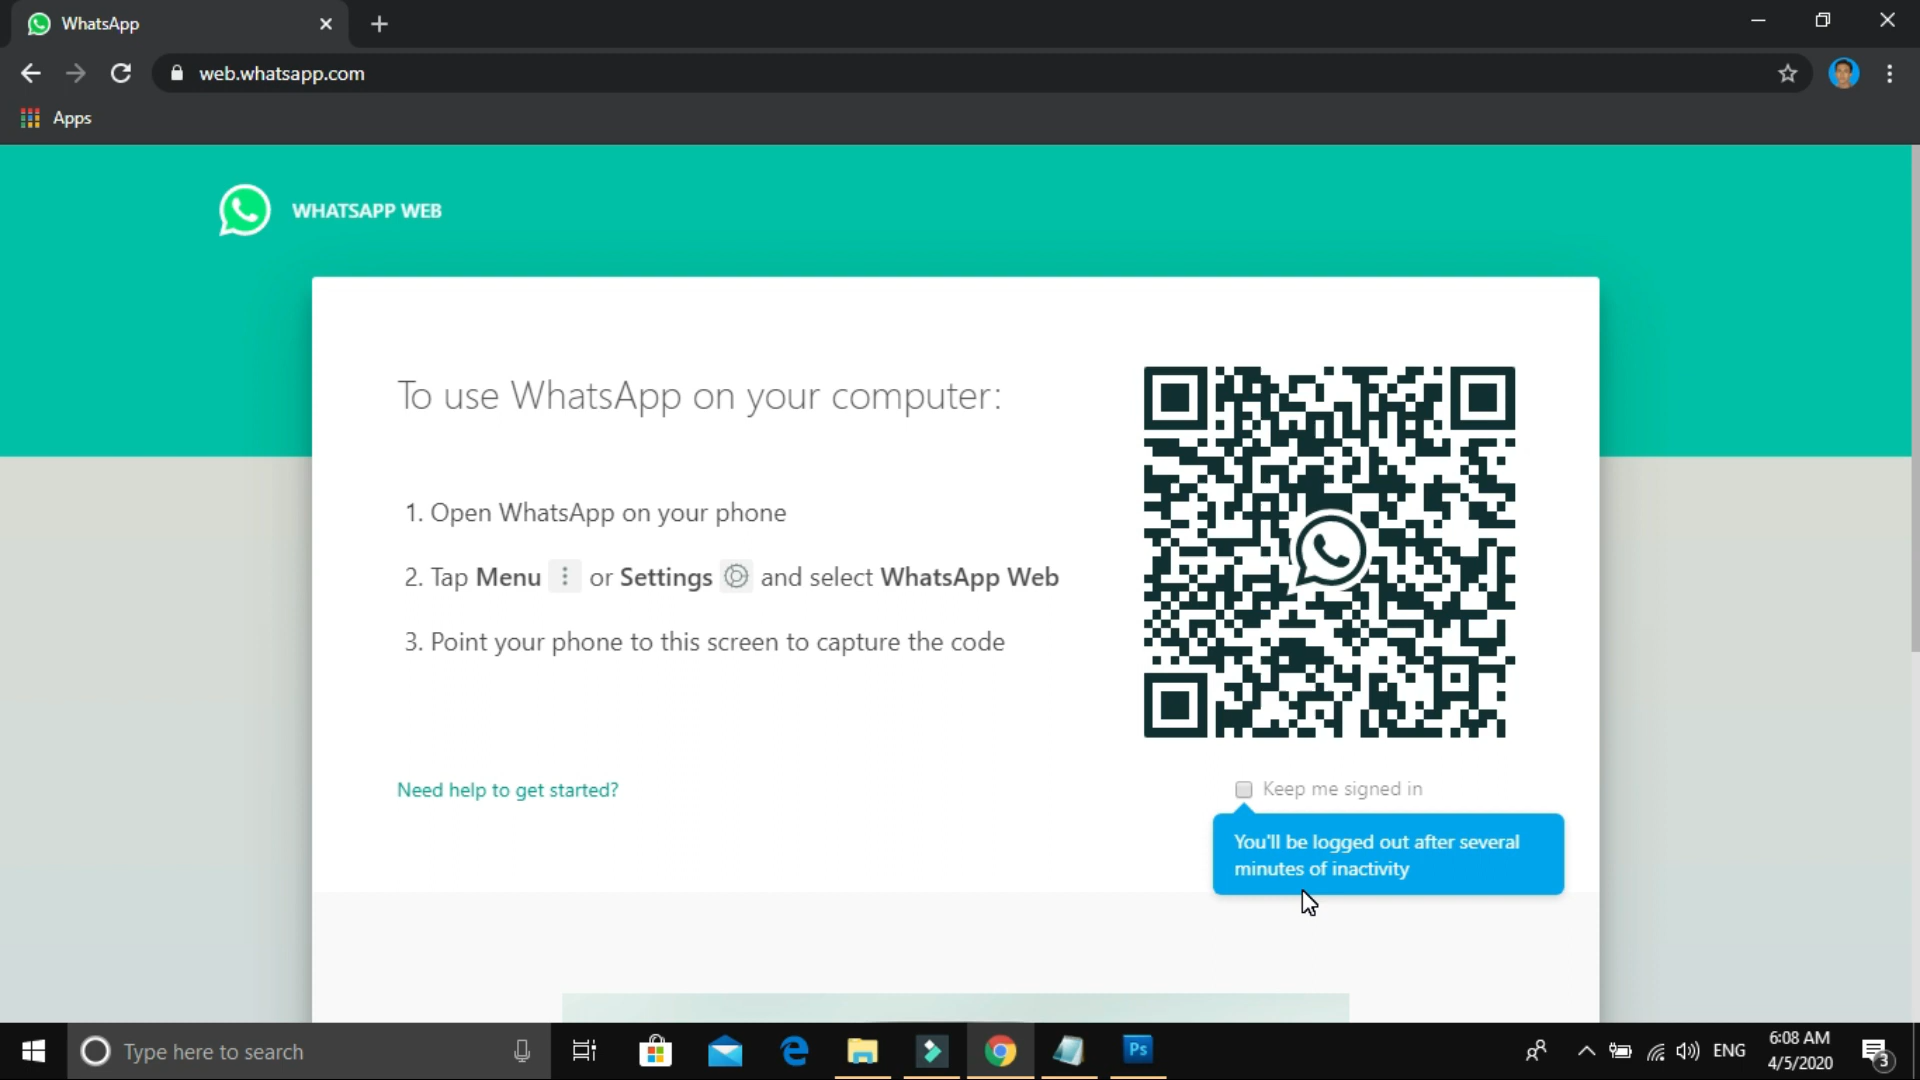 WhatsApp
web.whatsapp.com
Apps
WHATSAPP WEB
To use WhatsApp on your computer:
1. Open WhatsApp on your phone
2. Tap Menu or Settings and select WhatsApp Web
3. Point your phone to this screen to capture the code
Need help to get started?
Keep me signed in
You'll be logged out after several
minutes of inactivity
Type here to search
Ps
ENG
6:08 AM
4/5/2020
3